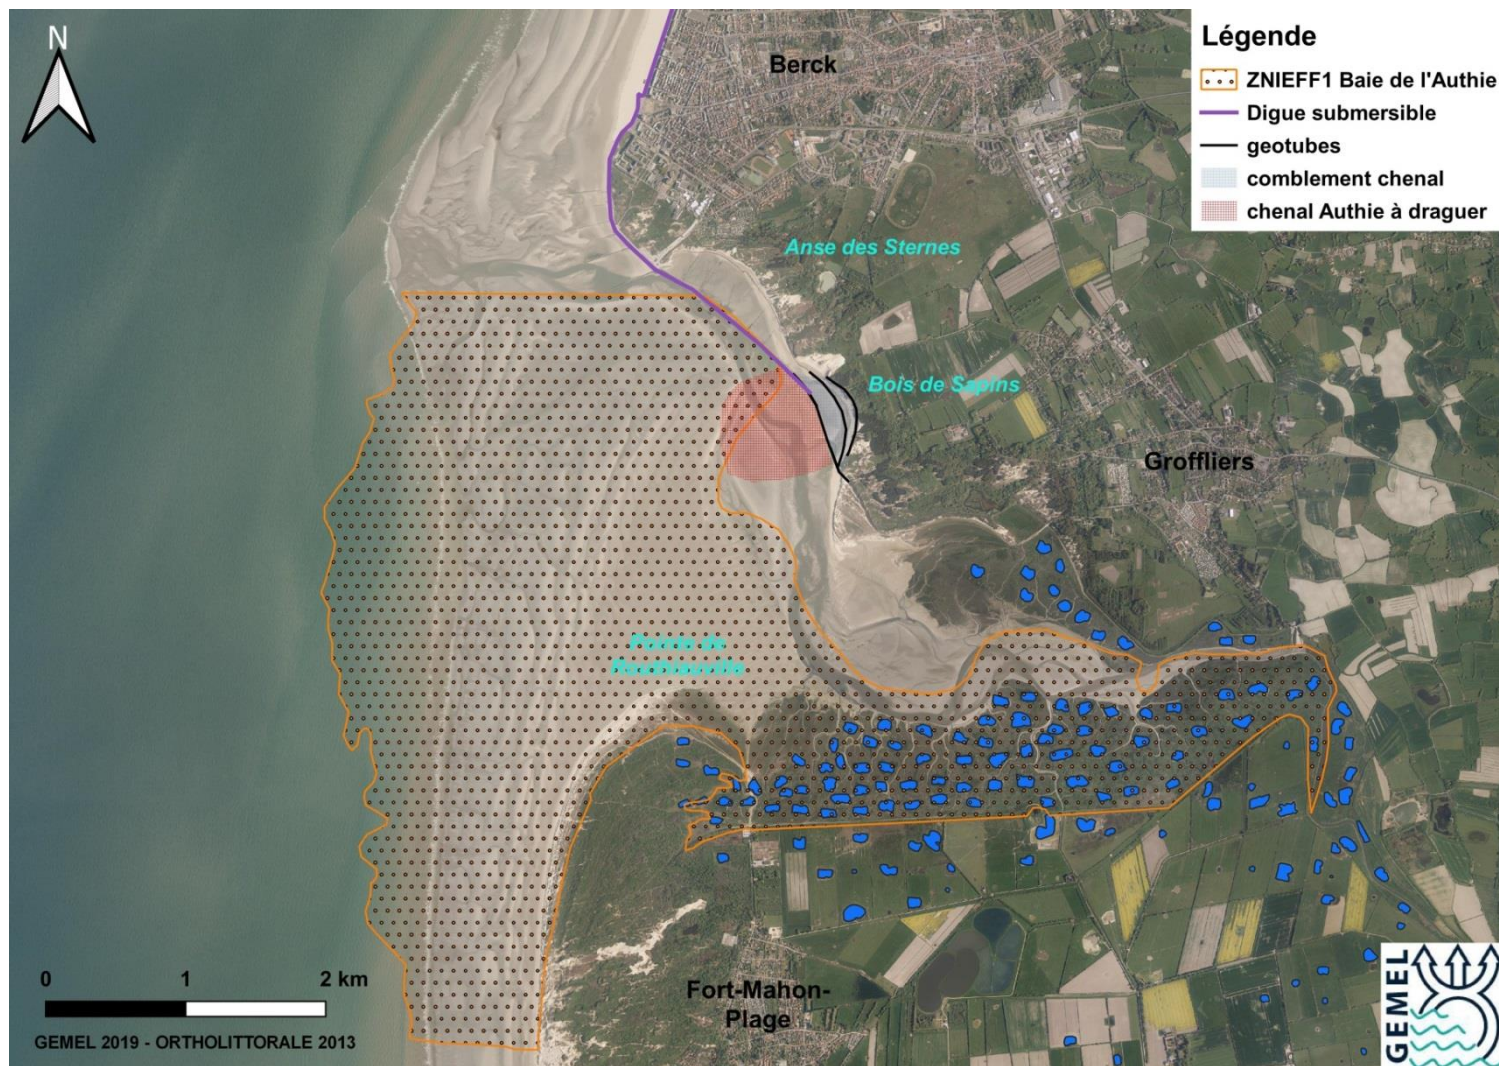 N
Berck
Légende
ZNIEFF1 Baie de l'Authie
Digue submersible
geotubes
comblement chenal
chenal Authie à draguer
Anse des Sternes
Bois de Sapins
Groffliers
Pointe de
Routhiauville
Fort-Mahon-
Plage
0 1 2 km
GEMEL 2019 - ORTHOLITTORALE 2013
GEMEL